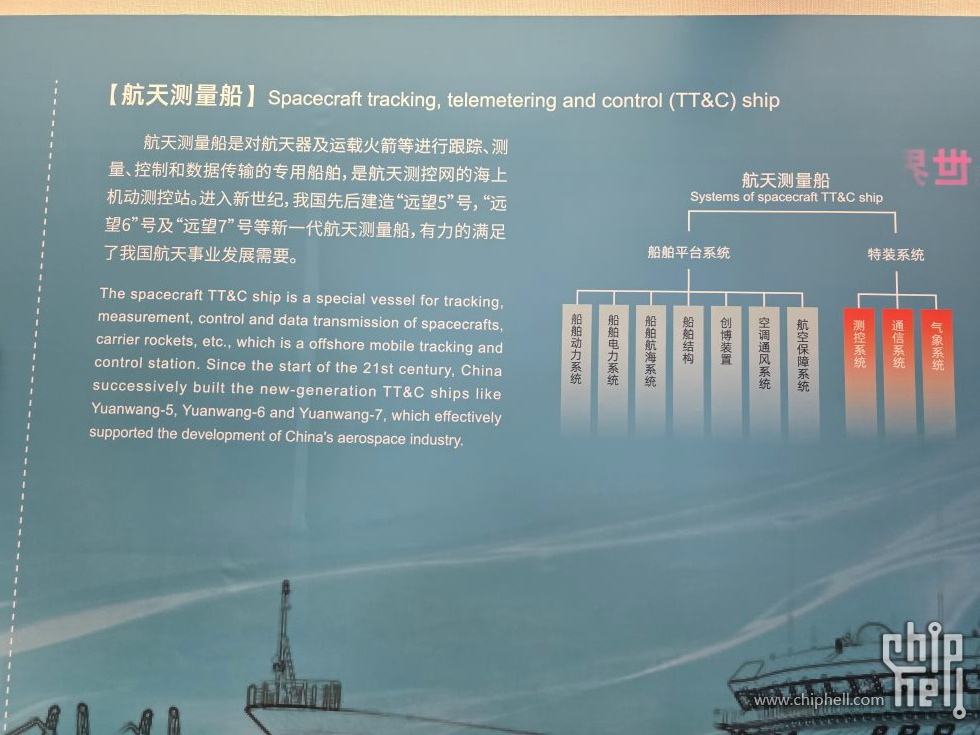 【航天测量船】Spacecraft tracking, telemetering and control (TT&C) ship
航天测量船是对航天器及运载火箭等进行跟踪、测
量、控制和数据传输的专用船舶，是航天测控网的海上
机动测控站。进入新世纪，我国先后建造“远望5”号，“远
望6”号及“远望7”号等新一代航天测量船，有力的满足
了我国航天事业发展需要。
The spacecraft TT&C ship is a special vessel for tracking,
measurement, control and data transmission of spacecrafts,
carrier rockets, etc., which is a offshore mobile tracking and
control station. Since the start of the 21st century, China
successively built the new-generation TT&C ships like
Yuanwang-5, Yuanwang-6 and Yuanwang-7, which effectively
supported the development of China's aerospace industry.
世界
航天测量船
Systems of spacecraft TT&C ship
船舶平台系统
特装系统
船舶动力系统
船舶电力系统
船舶航海系统
船舶结构
创博装置
空调通风系统
航空保障系统
测控系统
通信系统
气象系统
chip
hell
www.chiphell.com